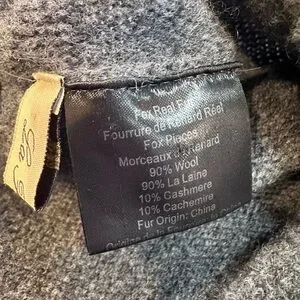 Fox Real Fur
Fourrure de Renard Réel
Fox Pieces
Morceaux de Renard
90% Wool
90% La Laine
10% Cashmere
10% Cachemire
Fur Origin: China